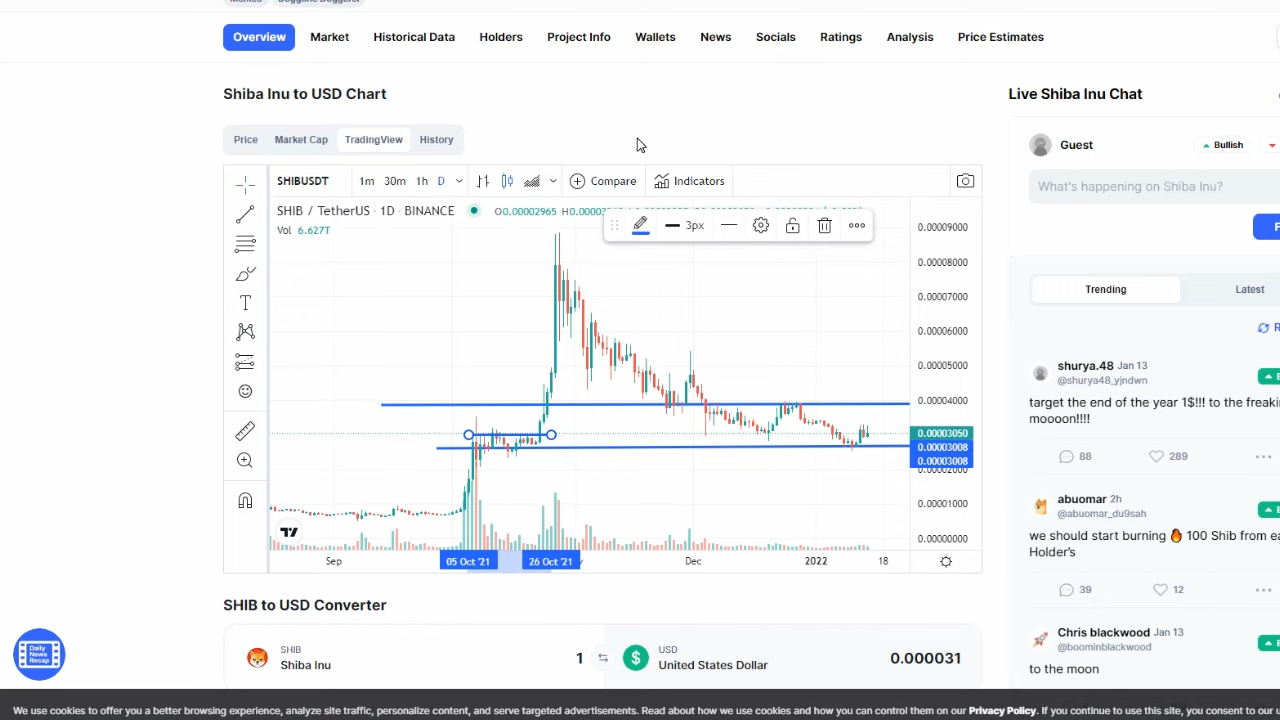 Overview Market Historical Data Holders Project Info Wallets News Socials Ratings Analysis Price Estimates
Shiba Inu to USD Chart
Live Shiba Inu Chat
Price Market Cap TradingView History
Guest
Bullish
SHIBUSDT 1m 30m 1h D Compare Indicators
What's happening on Shiba Inu?
SHIB / TetherUS · 1D · BINANCE O0.00002965
3px
Vol 6.627T
0.00009000
0.00008000
0.00007000
0.00006000
0.00005000
0.00004000
0.00003050
0.00003008
0.00003008
0.00002000
0.00001000
0.00000000
Sep 05 Oct '21 26 Oct '21 Dec 2022 18
Trending Latest
shurya.48 Jan 13
@shurya48_yjndwn
target the end of the year 1$!!! to the freaking
moooon!!!!
88 289
abuomar 2h
@abuomar_du9sah
we should start burning 🔥 100 Shib from ea
Holder's
39 12
Chris blackwood Jan 13
@boominblackwood
to the moon
SHIB to USD Converter
SHIB
Shiba Inu
1
USD
United States Dollar
0.000031
Daily
News
Recap
We use cookies to offer you a better browsing experience, analyze site traffic, personalize content, and serve targeted advertisements. Read about how we use cookies and how you can control them on our Privacy Policy. If you continue to use this site, you consent to our